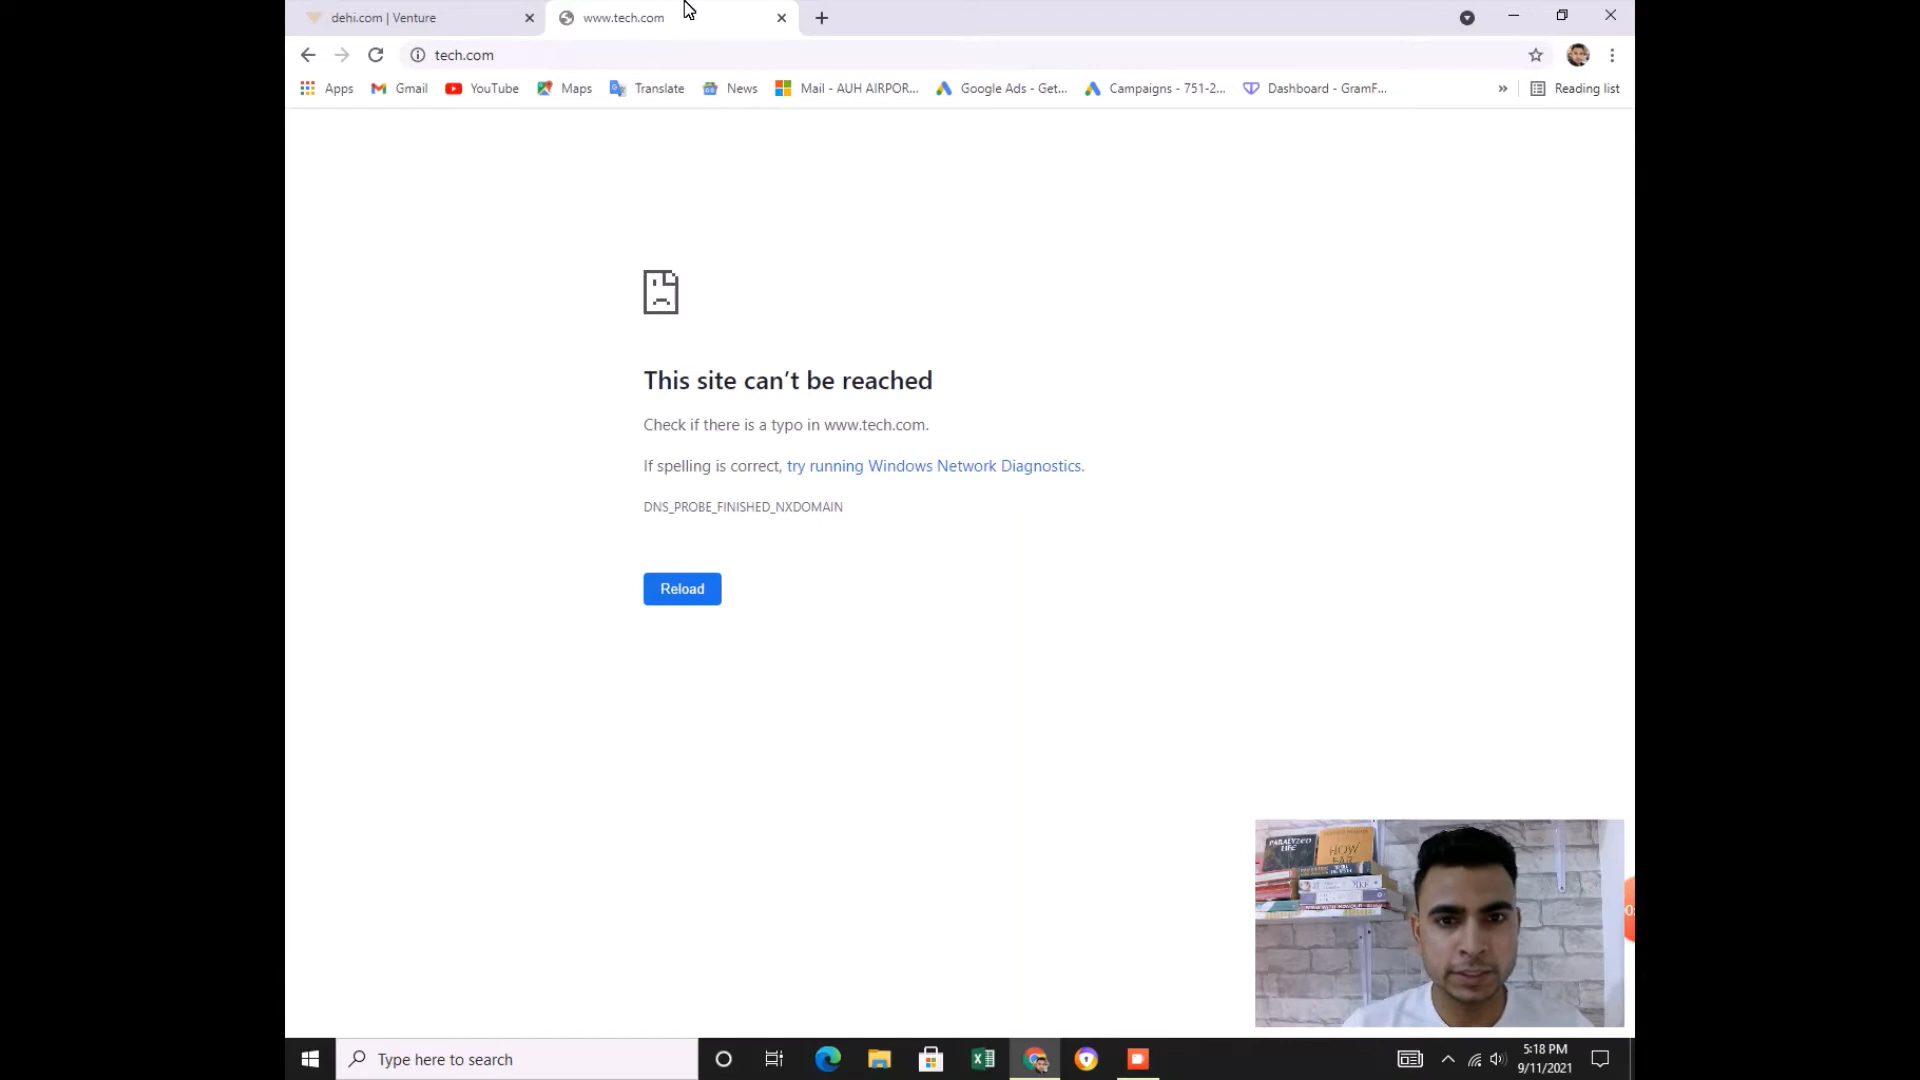 dehi.com | Venture
www.tech.com
tech.com
Apps
Gmail
YouTube
Maps
Translate
News
Mail - AUH AIRPOR...
Google Ads - Get...
Campaigns - 751-2...
Dashboard - GramF...
»
Reading list
This site can’t be reached
Check if there is a typo in www.tech.com.
If spelling is correct, try running Windows Network Diagnostics.
DNS_PROBE_FINISHED_NXDOMAIN
Reload
PARALYZED
LIFE
HOW
Type here to search
5:18 PM
9/11/2021